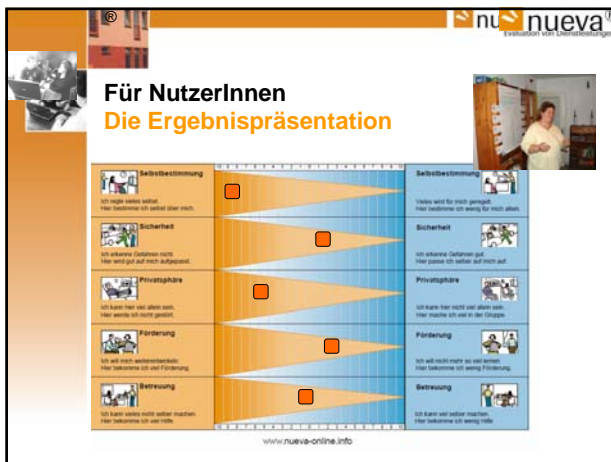 ®
nu nueva®
Evaluation von Dienstleistungen
Für NutzerInnen
Die Ergebnispräsentation
Selbstbestimmung
Ich regle vieles selbst.
Hier bestimme ich selbst über mich.
Selbstbestimmung
Vieles wird für mich geregelt.
Hier bestimme ich wenig für mich allein.
Sicherheit
Ich erkenne Gefahren nicht.
Hier wird gut auf mich aufgepasst.
Sicherheit
Ich erkenne Gefahren gut.
Hier passe ich selber auf mich auf.
Privatsphäre
Ich kann hier viel allein sein.
Hier werde ich nicht gestört.
Privatsphäre
Ich kann hier nicht viel allein sein.
Hier mache ich viel in der Gruppe.
Förderung
Ich will mich weiterentwickeln.
Hier bekomme ich viel Förderung.
Förderung
Ich will nicht mehr so viel lernen.
Hier bekomme ich wenig Förderung.
Betreuung
Ich kann vieles nicht selber machen.
Hier bekomme ich viel Hilfe.
Betreuung
Ich kann viel selber machen.
Hier bekomme ich wenig Hilfe.
www.nueva-online.info